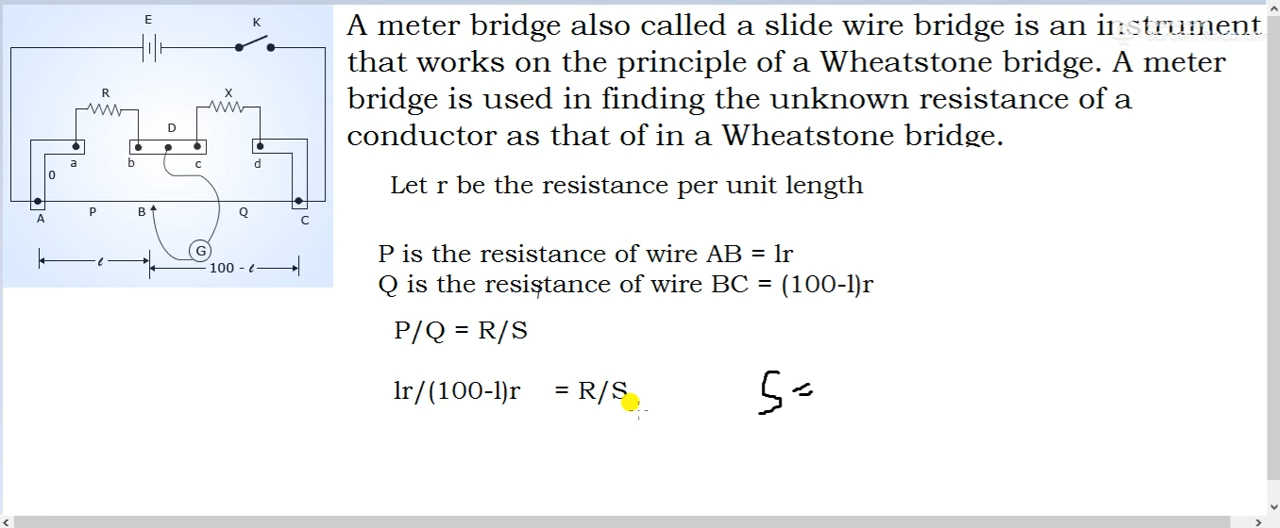 E
K
A meter bridge also called a slide wire bridge is an instrument
that works on the principle of a Wheatstone bridge. A meter
bridge is used in finding the unknown resistance of a
conductor as that of in a Wheatstone bridge.
R
X
D
a
b
c
d
0
A
P
B
Q
C
G
ℓ
100 - ℓ
Let r be the resistance per unit length
P is the resistance of wire AB = lr
Q is the resistance of wire BC = (100-l)r
P/Q = R/S
lr/(100-l)r = R/S
S =